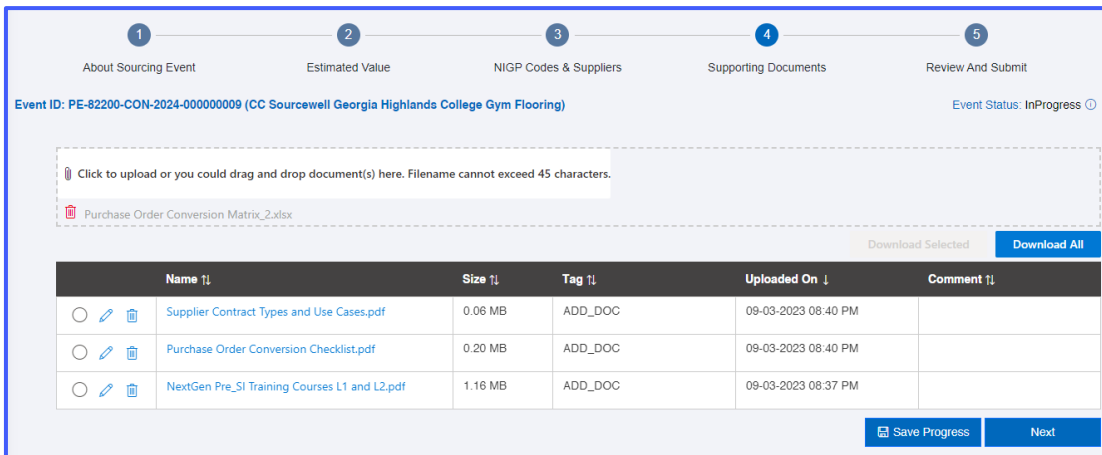 1 2 3 4 5
About Sourcing Event Estimated Value NIGP Codes & Suppliers Supporting Documents Review And Submit
Event ID: PE-82200-CON-2024-000000009 (CC Sourcewell Georgia Highlands College Gym Flooring) Event Status: InProgress
Click to upload or you could drag and drop document(s) here. Filename cannot exceed 45 characters.
Purchase Order Conversion Matrix_2.xlsx
Download Selected Download All
Name Size Tag Uploaded On Comment
Supplier Contract Types and Use Cases.pdf 0.06 MB ADD_DOC 09-03-2023 08:40 PM
Purchase Order Conversion Checklist.pdf 0.20 MB ADD_DOC 09-03-2023 08:40 PM
NextGen Pre_SI Training Courses L1 and L2.pdf 1.16 MB ADD_DOC 09-03-2023 08:37 PM
Save Progress Next